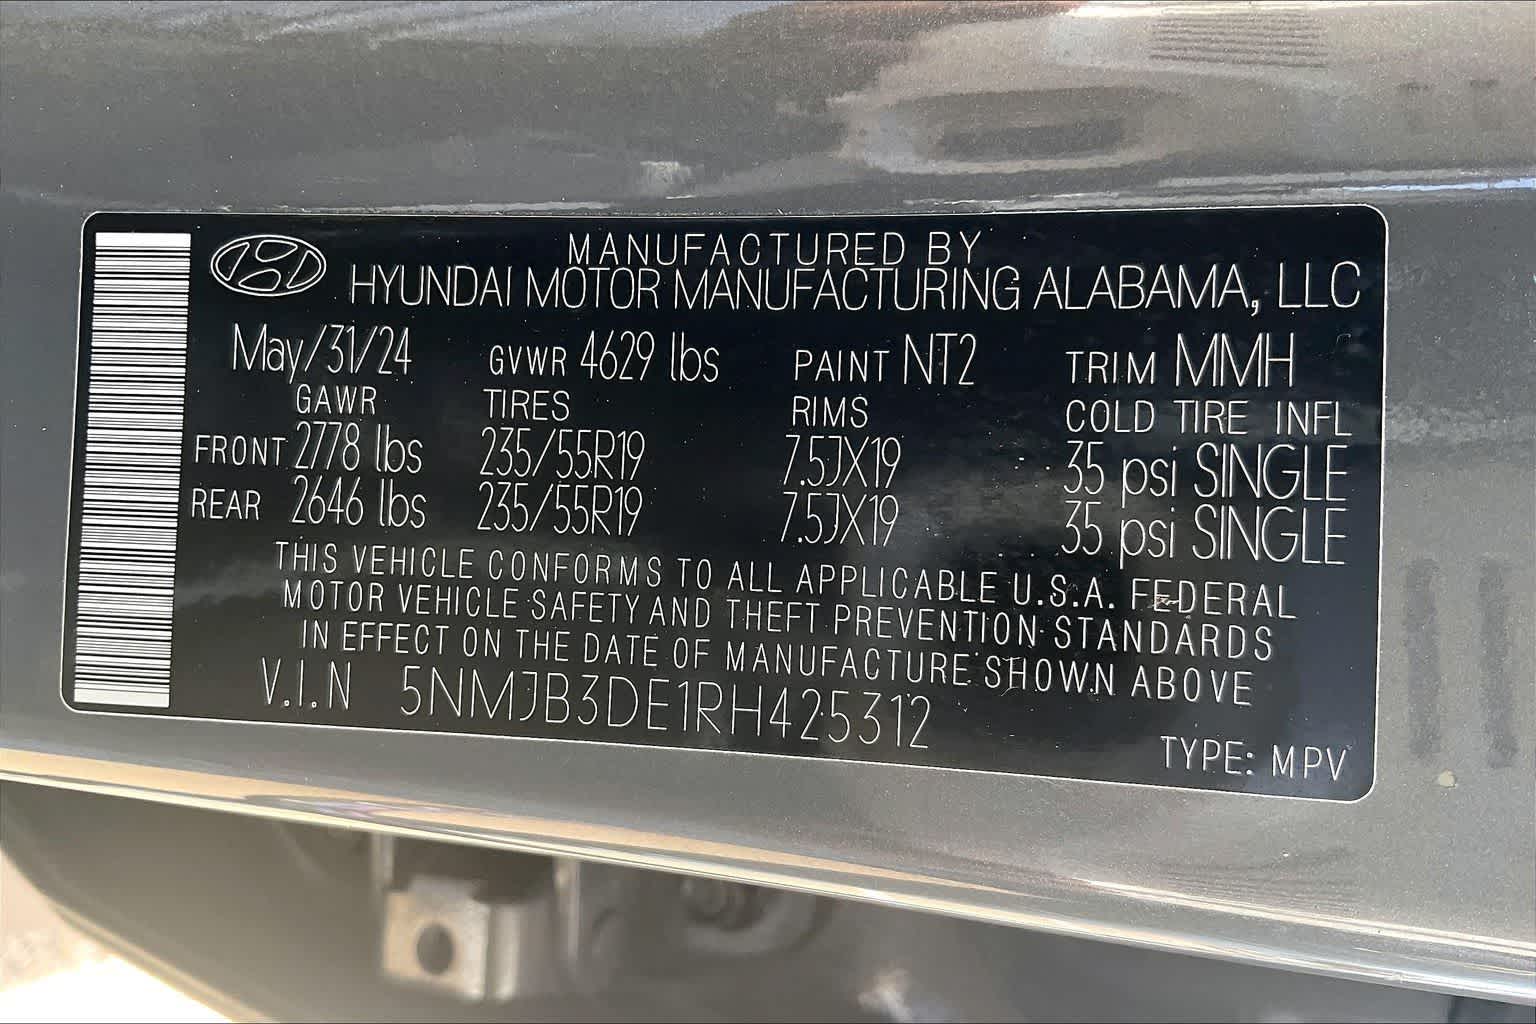 MANUFACTURED BY
HYUNDAI MOTOR MANUFACTURING ALABAMA, LLC
May/31/24 GVWR 4629 lbs PAINT NT2 TRIM MMH
GAWR TIRES RIMS COLD TIRE INFL
FRONT 2778 lbs 235/55R19 7.5JX19 35 psi SINGLE
REAR 2646 lbs 235/55R19 7.5JX19 35 psi SINGLE
THIS VEHICLE CONFORMS TO ALL APPLICABLE U.S.A. FEDERAL
MOTOR VEHICLE SAFETY AND THEFT PREVENTION STANDARDS
IN EFFECT ON THE DATE OF MANUFACTURE SHOWN ABOVE
V.I.N 5NMJB3DE1RH425312
TYPE: MPV